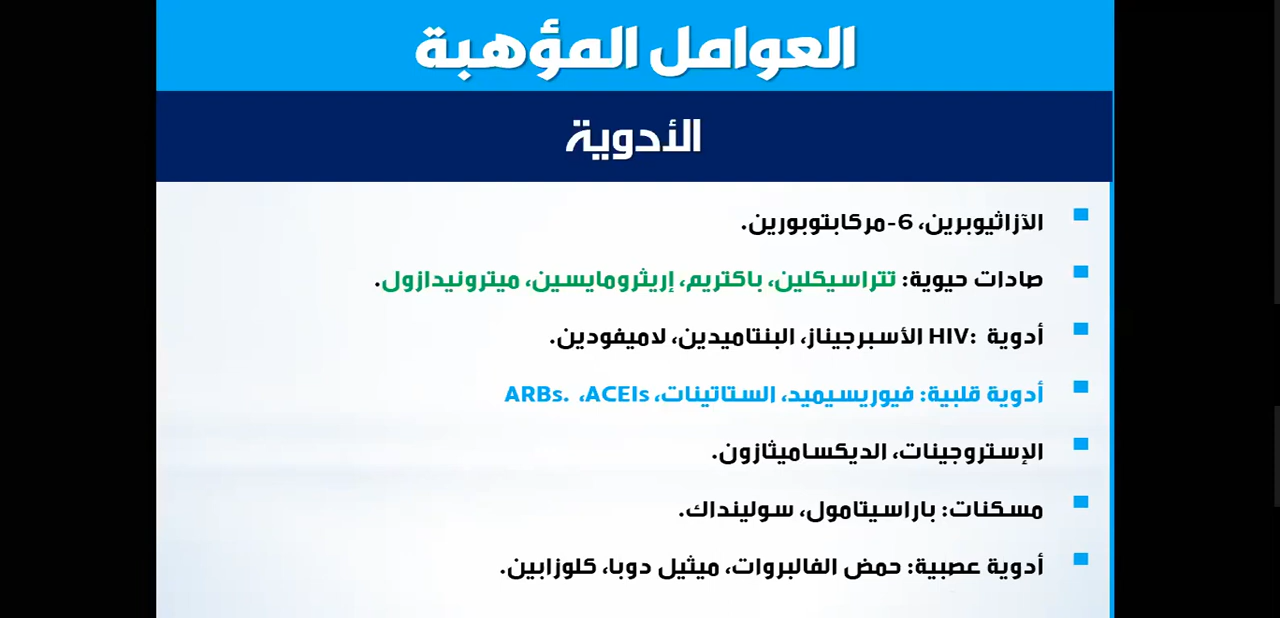 العوامل المؤهبة
الأدوية
الآزاثيوبرين، 6-مركابتوبورين.
صادات حيوية: تتراسيكلين، باكتريم، إريثرومايسين، ميترونيدازول.
أدوية HIV: الأسبرجيناز، البنتاميدين، لاميفودين.
أدوية قلبية: فيوريسيميد، الستاتينات، ACEIs، ARBs.
الإستروجينات، الديكساميثازون.
مسكنات: باراسيتامول، سولينداك.
أدوية عصبية: حمض الفالبروات، ميثيل دوبا، كلوزابين.